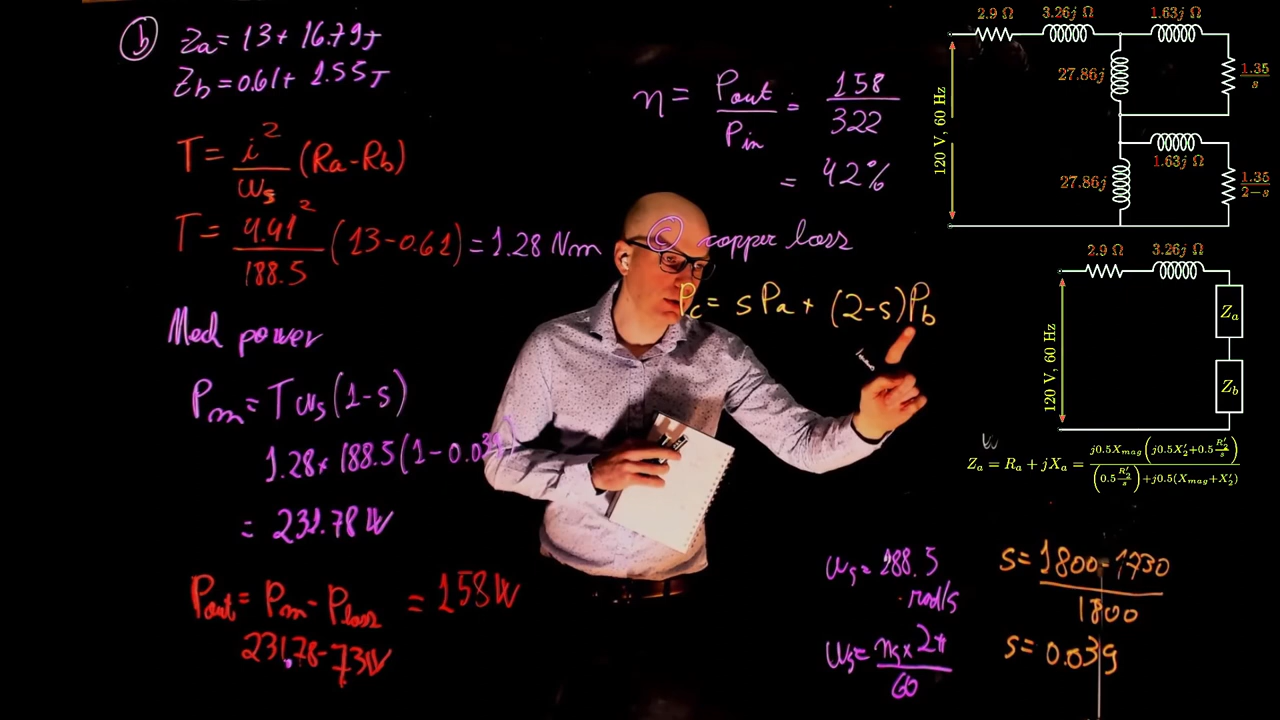 b Za = 13 + 16.79J
Zb = 0.61 + 1.55J
T = i² / ωs (Ra - Rb)
T = 4.41² / 188.5 (13 - 0.61) = 1.28 Nm
Mech power
Pm = T ωs (1-s)
1.28 × 188.5 (1 - 0.039)
= 231.78 W
Pout = Pm - Ploss = 158W
231.78 - 73W
η = Pout / Pin = 158 / 322
= 42%
c copper loss
Pc = s Pa + (2-s) Pb
ωs = 188.5
rad/s
ωs = ns × 2π / 60
s = 1800 - 1730 / 1800
s = 0.039
2.9 Ω 3.26j Ω 1.63j Ω
27.86j 1.35/s
120 V, 60 Hz
1.63j Ω
27.86j 1.35/2−s
2.9 Ω 3.26j Ω
Za
120 V, 60 Hz
Zb
Za = Ra + jXa = j0.5Xmag(j0.5X′2+0.5R′2/s) / (0.5R′2/s)+j0.5(Xmag+X′2)